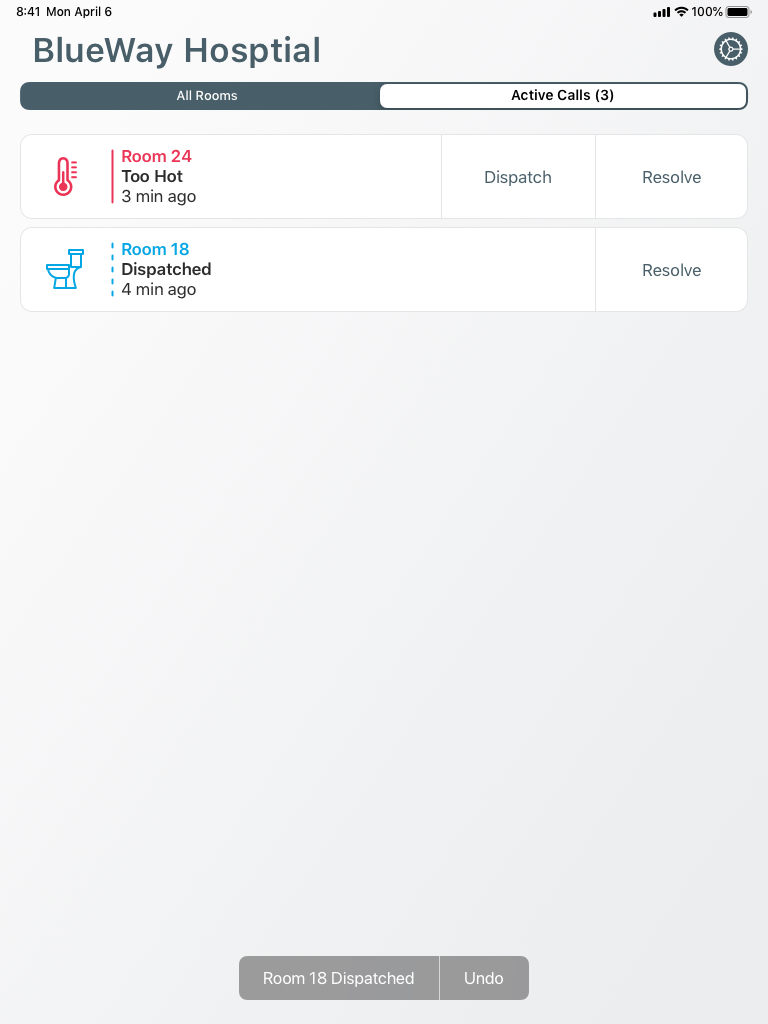 8:41 Mon April 6
100%
BlueWay Hosptial
All Rooms
Active Calls (3)
Room 24
Too Hot
3 min ago
Dispatch
Resolve
Room 18
Dispatched
4 min ago
Resolve
Room 18 Dispatched
Undo